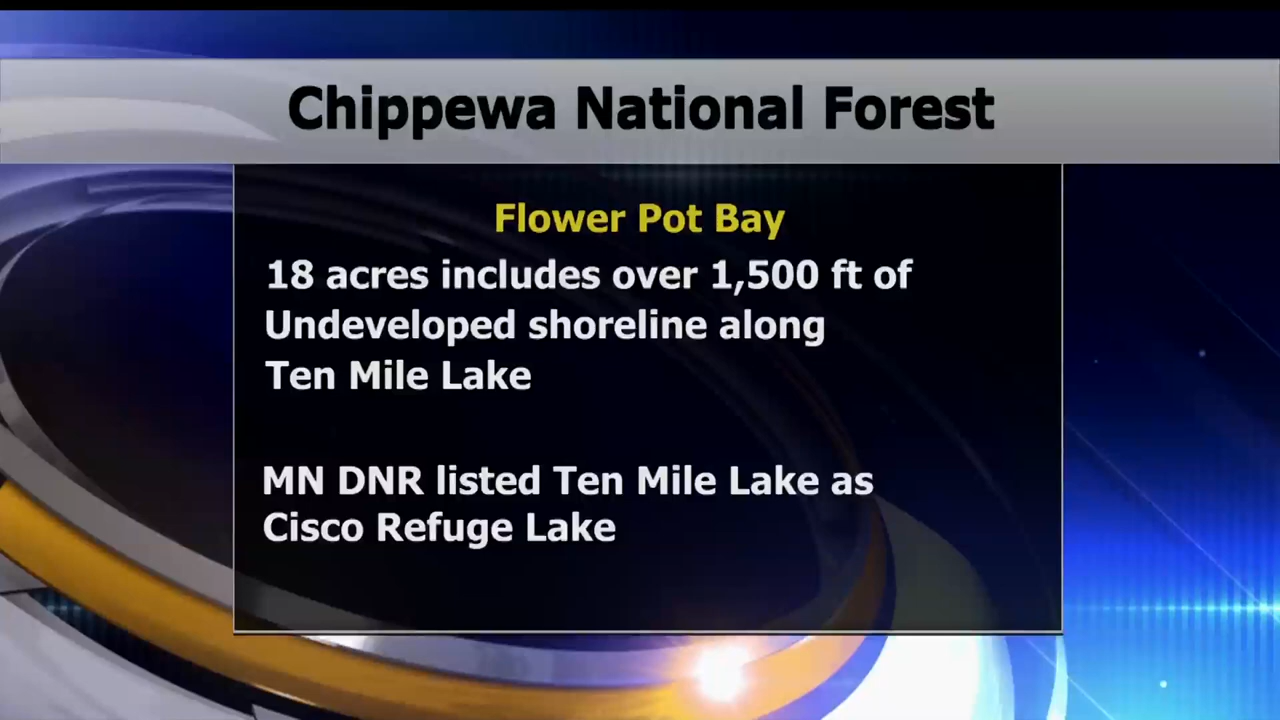 Chippewa National Forest
Flower Pot Bay
18 acres includes over 1,500 ft of
Undeveloped shoreline along
Ten Mile Lake
MN DNR listed Ten Mile Lake as
Cisco Refuge Lake